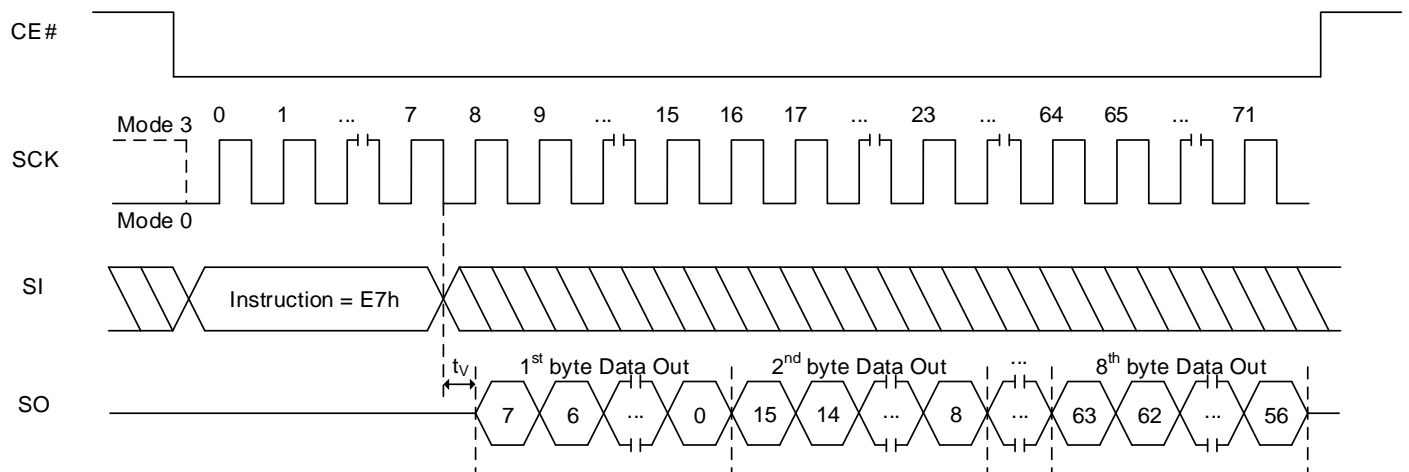 CE#
0 1 ... 7 8 9 ... 15 16 17 ... 23 ... 64 65 ... 71
Mode 3
SCK
Mode 0
SI
Instruction = E7h
tV 1st byte Data Out 2nd byte Data Out ... 8th byte Data Out
SO
7 6 ... 0 15 14 ... 8 ... 63 62 ... 56